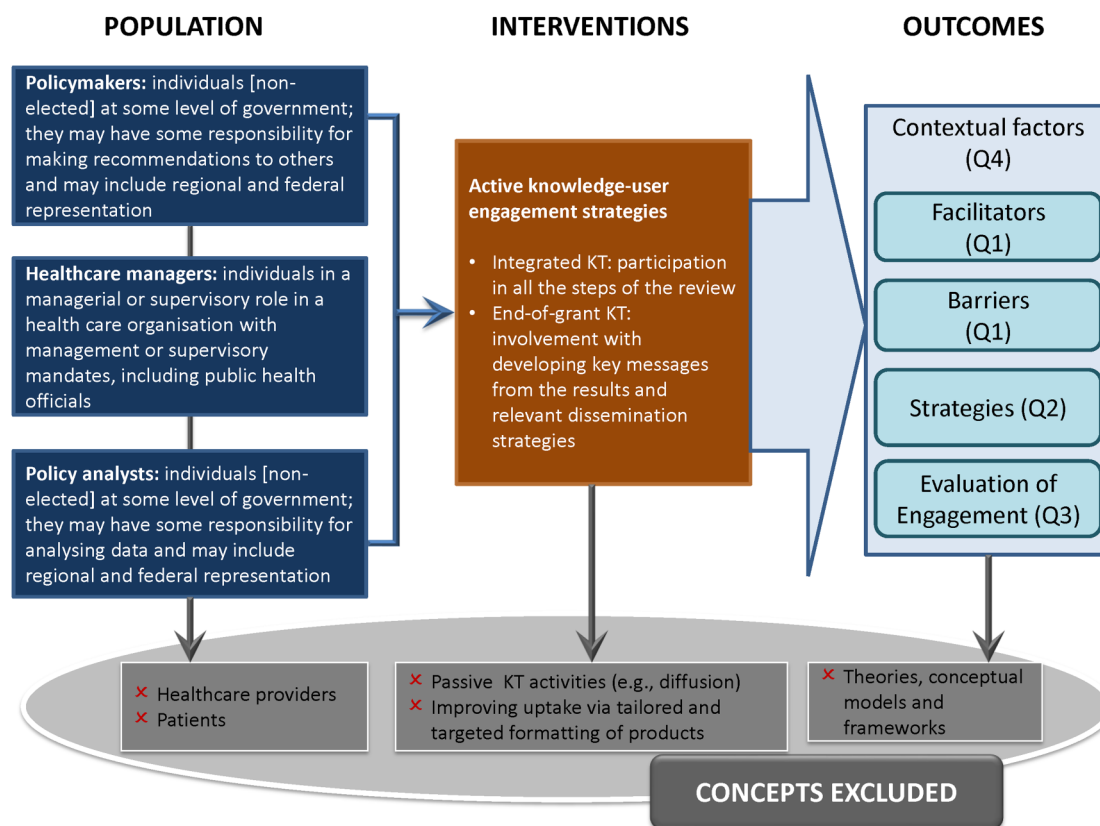 POPULATION
INTERVENTIONS
OUTCOMES
Policymakers: individuals [non-
elected] at some level of government;
they may have some responsibility for
making recommendations to others
and may include regional and federal
representation
Healthcare managers: individuals in a
managerial or supervisory role in a
health care organisation with
management or supervisory
mandates, including public health
officials
Policy analysts: individuals [non-
elected] at some level of government;
they may have some responsibility for
analysing data and may include
regional and federal representation
Active knowledge-user
engagement strategies
• Integrated KT: participation
in all the steps of the review
• End-of-grant KT:
involvement with
developing key messages
from the results and
relevant dissemination
strategies
Contextual factors
(Q4)
Facilitators
(Q1)
Barriers
(Q1)
Strategies (Q2)
Evaluation of
Engagement (Q3)
✗ Healthcare providers
✗ Patients
✗ Passive KT activities (e.g., diffusion)
✗ Improving uptake via tailored and
targeted formatting of products
✗ Theories, conceptual
models and
frameworks
CONCEPTS EXCLUDED